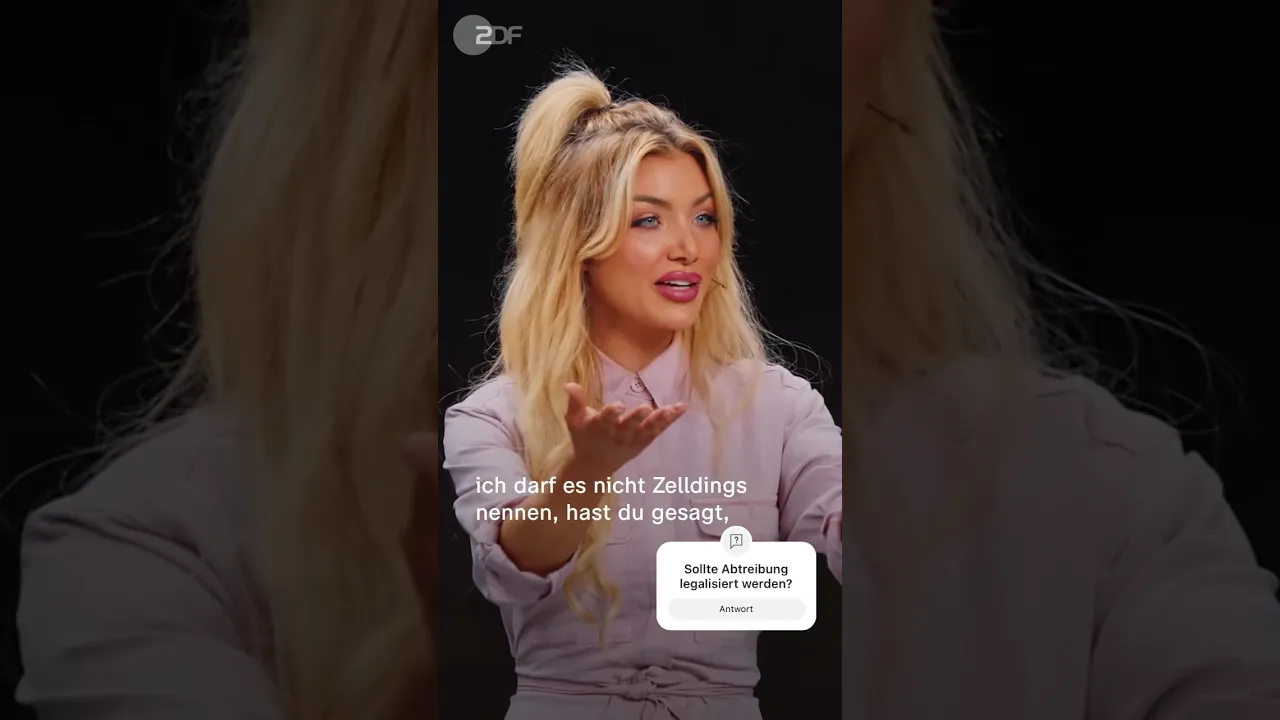 ZDF
ich darf es nicht Zelldings
nennen, hast du gesagt,
Sollte Abtreibung
legalisiert werden?
Antwort